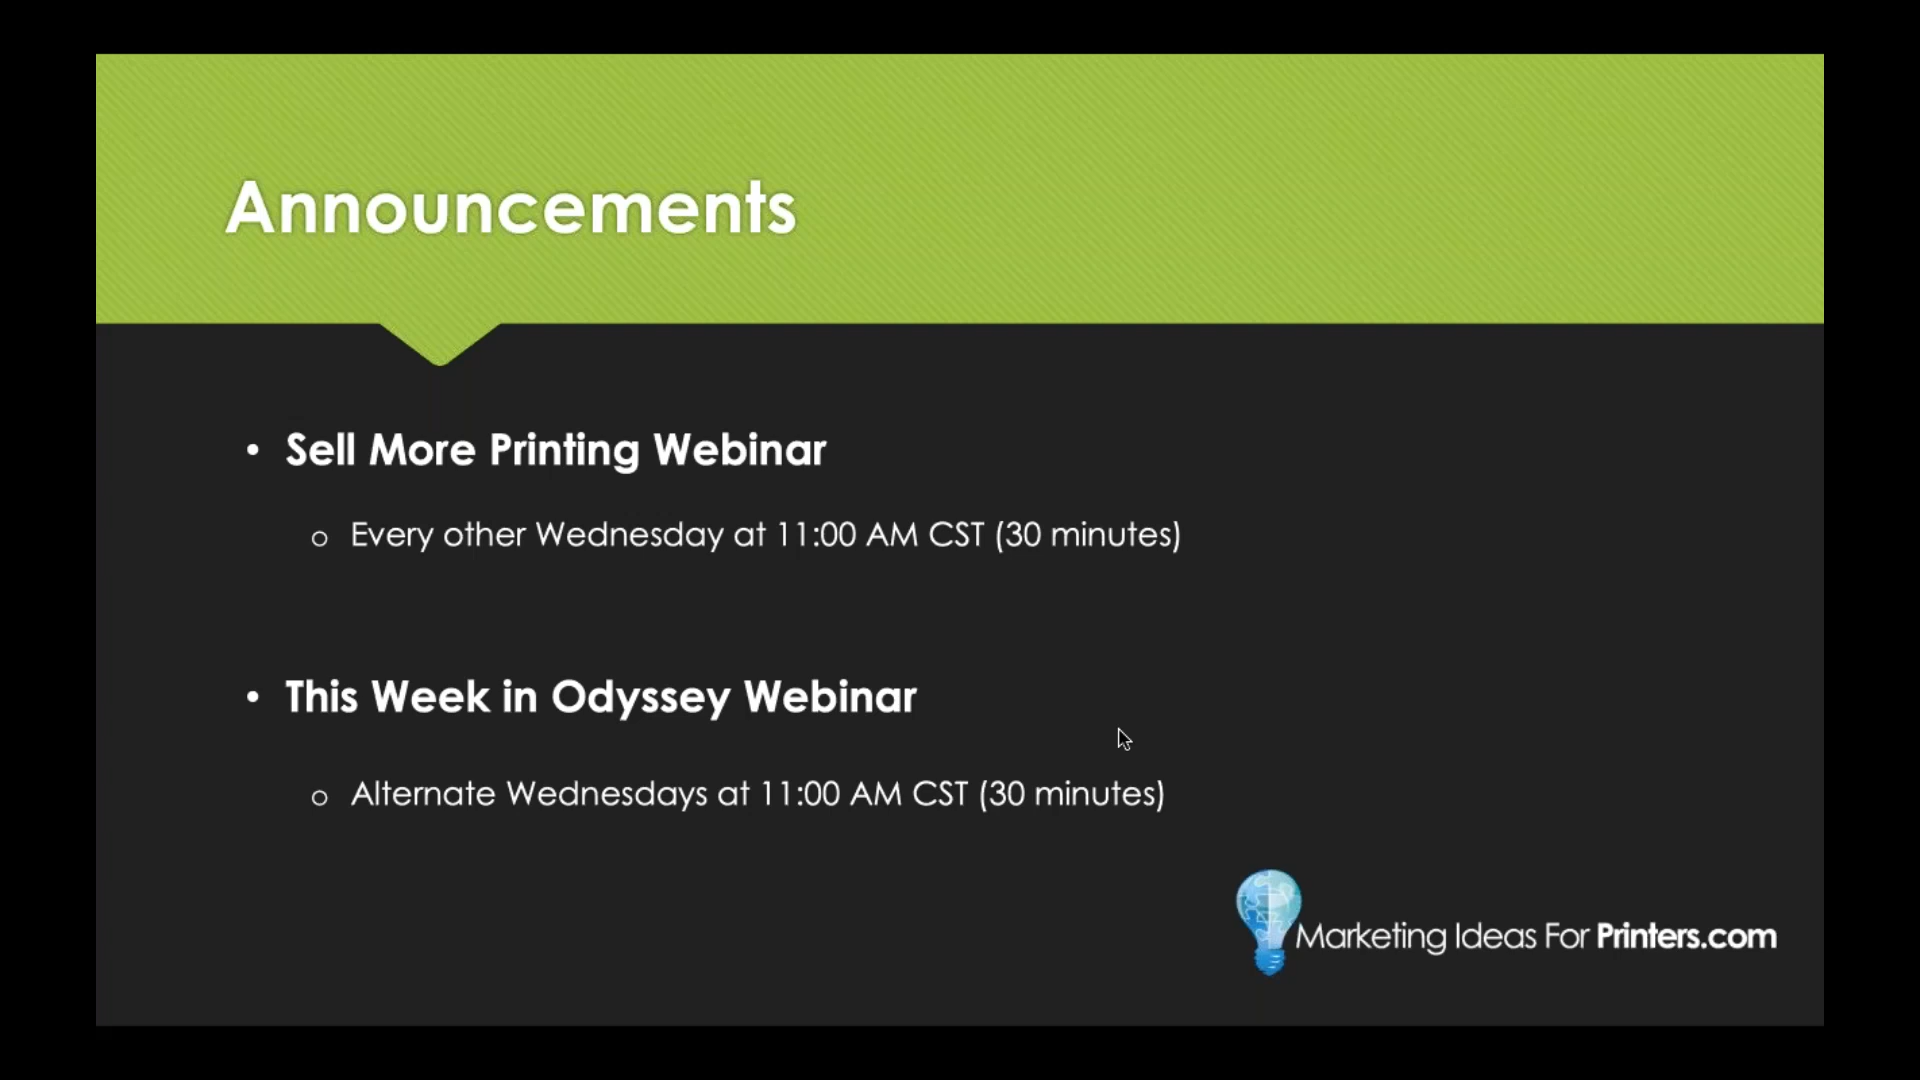 Announcements
• Sell More Printing Webinar
o Every other Wednesday at 11:00 AM CST (30 minutes)
• This Week in Odyssey Webinar
o Alternate Wednesdays at 11:00 AM CST (30 minutes)
Marketing Ideas For Printers.com